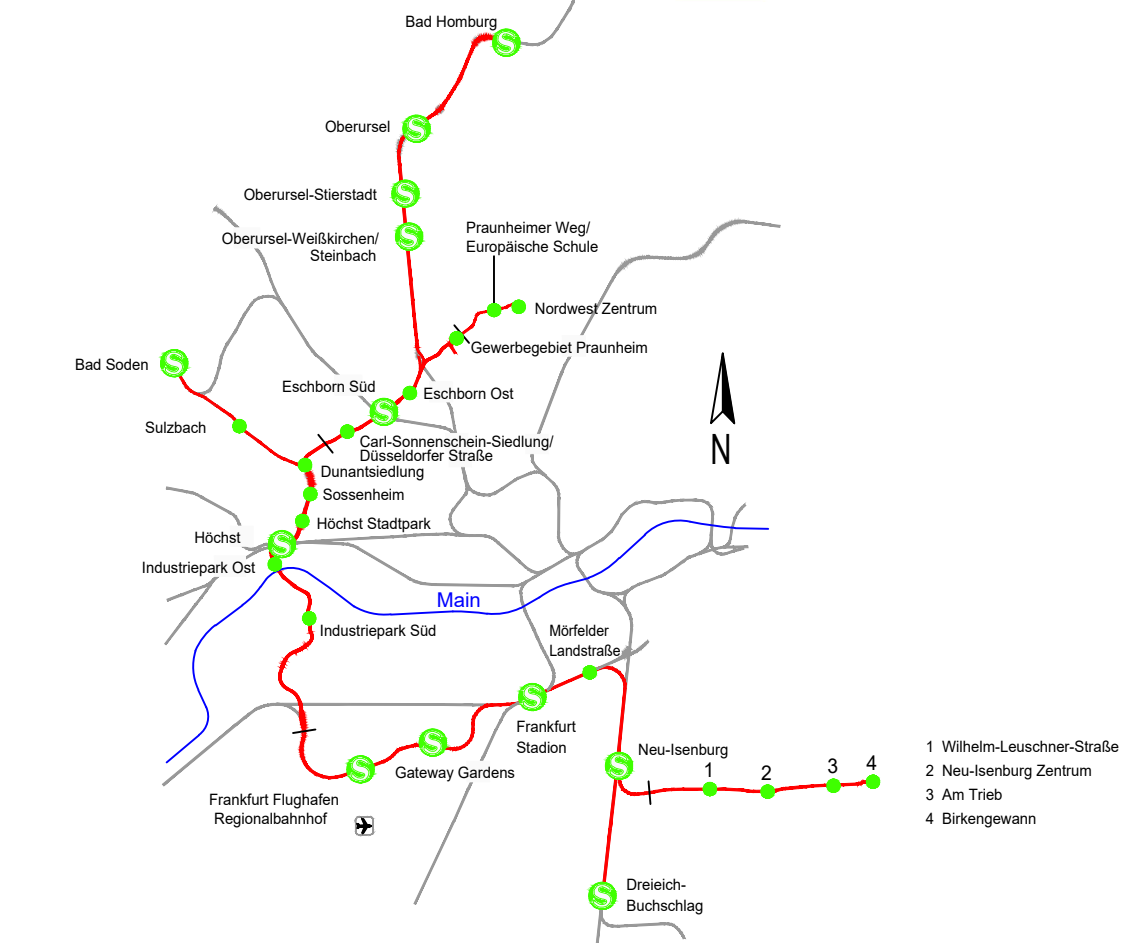 Bad Homburg
S
Oberursel
S
Oberursel-Stierstadt
S
Oberursel-Weißkirchen/
Steinbach
S
Praunheimer Weg/
Europäische Schule
Nordwest Zentrum
Gewerbegebiet Praunheim
Bad Soden
S
Eschborn Süd
S
Eschborn Ost
Sulzbach
Carl-Sonnenschein-Siedlung/
Düsseldorfer Straße
Dunantsiedlung
Sossenheim
Höchst Stadtpark
Höchst
S
Industriepark Ost
N
Main
Industriepark Süd
Mörfelder
Landstraße
S
Frankfurt
Stadion
S
Gateway Gardens
S
Frankfurt Flughafen
Regionalbahnhof
Neu-Isenburg
S
1
2
3
4
1 Wilhelm-Leuschner-Straße
2 Neu-Isenburg Zentrum
3 Am Trieb
4 Birkengewann
S
Dreieich-
Buchschlag